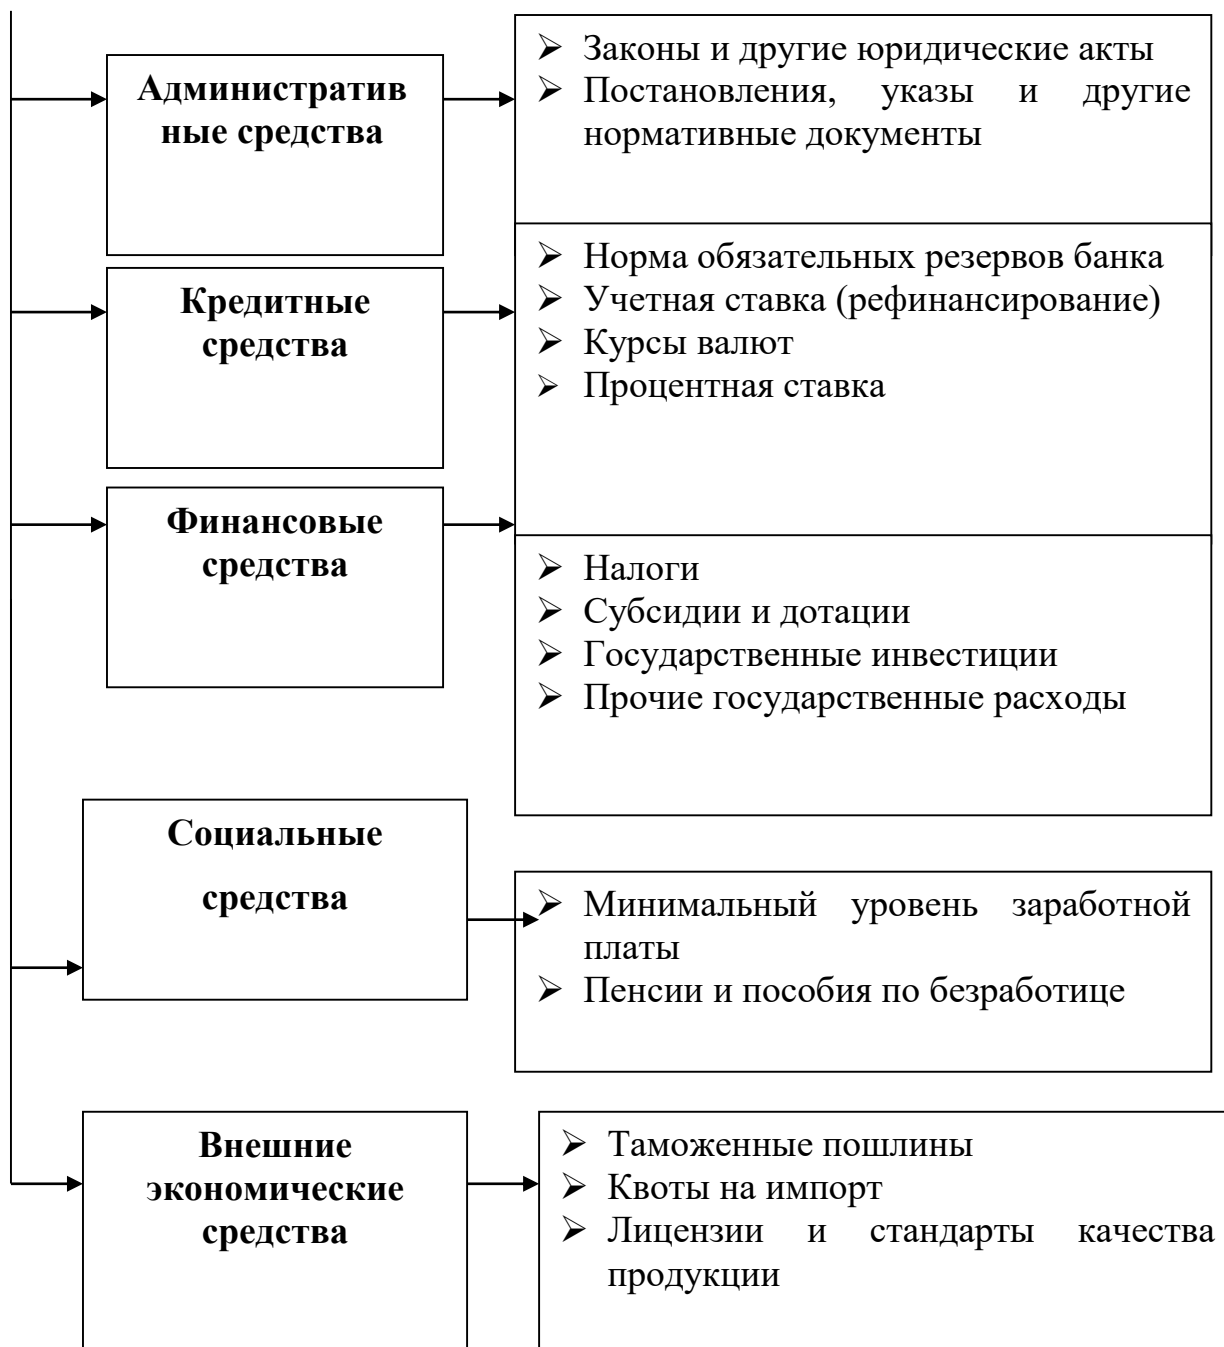 Административ
ные средства
➢ Законы и другие юридические акты
➢ Постановления, указы и другие
нормативные документы
Кредитные
средства
➢ Норма обязательных резервов банка
➢ Учетная ставка (рефинансирование)
➢ Курсы валют
➢ Процентная ставка
Финансовые
средства
➢ Налоги
➢ Субсидии и дотации
➢ Государственные инвестиции
➢ Прочие государственные расходы
Социальные
средства
➢ Минимальный уровень заработной
платы
➢ Пенсии и пособия по безработице
Внешние
экономические
средства
➢ Таможенные пошлины
➢ Квоты на импорт
➢ Лицензии и стандарты качества
продукции